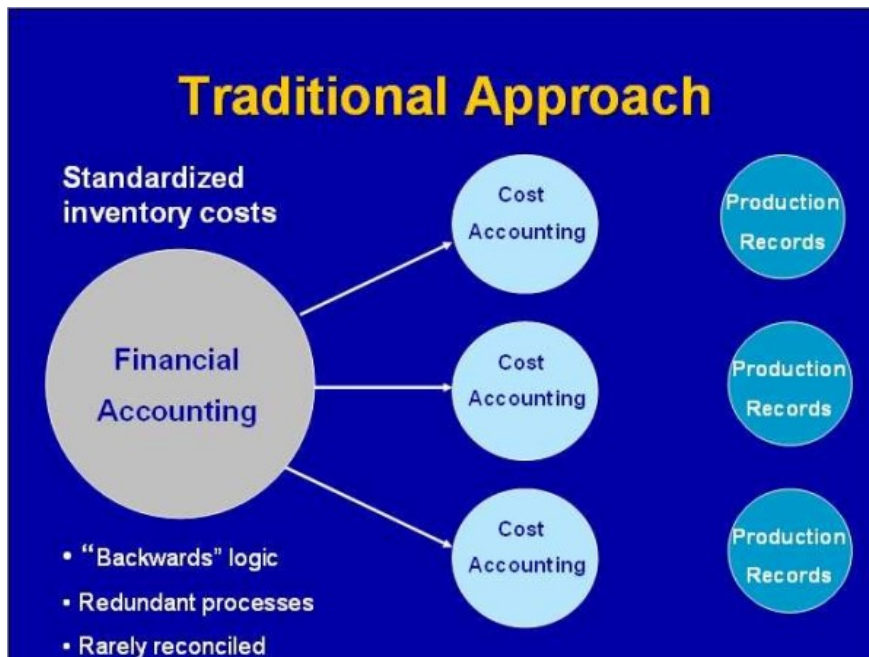 Traditional Approach
Standardized
inventory costs
Financial
Accounting
Cost
Accounting
Production
Records
Cost
Accounting
Production
Records
Cost
Accounting
Production
Records
• “Backwards” logic
• Redundant processes
• Rarely reconciled